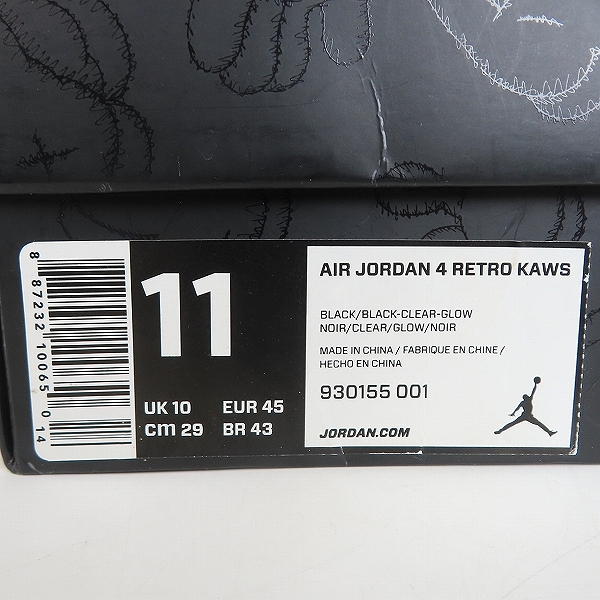 8 87232 10065 0 14
11
UK 10 EUR 45
cm 29 BR 43
AIR JORDAN 4 RETRO KAWS
BLACK/BLACK-CLEAR-GLOW
NOIR/CLEAR/GLOW/NOIR
MADE IN CHINA / FABRIQUE EN CHINE /
HECHO EN CHINA
930155 001
JORDAN.COM